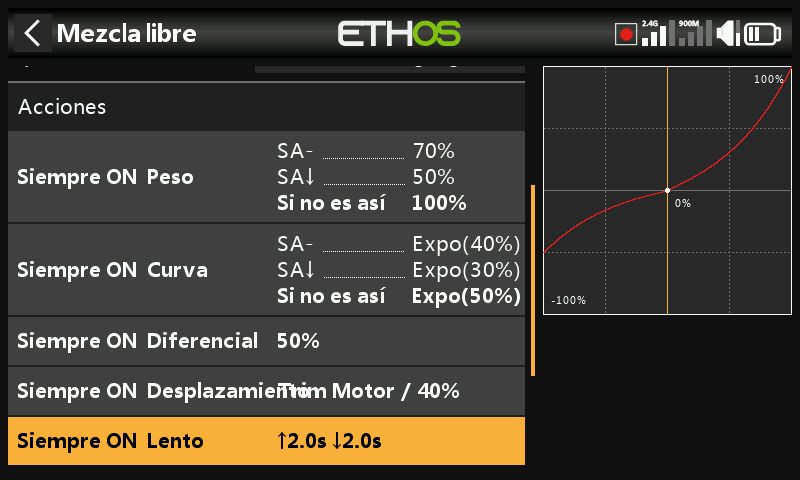 Mezcla libre
ETHOS
2.4G
900M
Acciones
Siempre ON Peso
SA- 70%
SA↓ 50%
Si no es así 100%
Siempre ON Curva
SA- Expo(40%)
SA↓ Expo(30%)
Si no es así Expo(50%)
Siempre ON Diferencial 50%
Siempre ON Desplazamiento Trim Motor / 40%
Siempre ON Lento ↑2.0s ↓2.0s
100%
0%
-100%